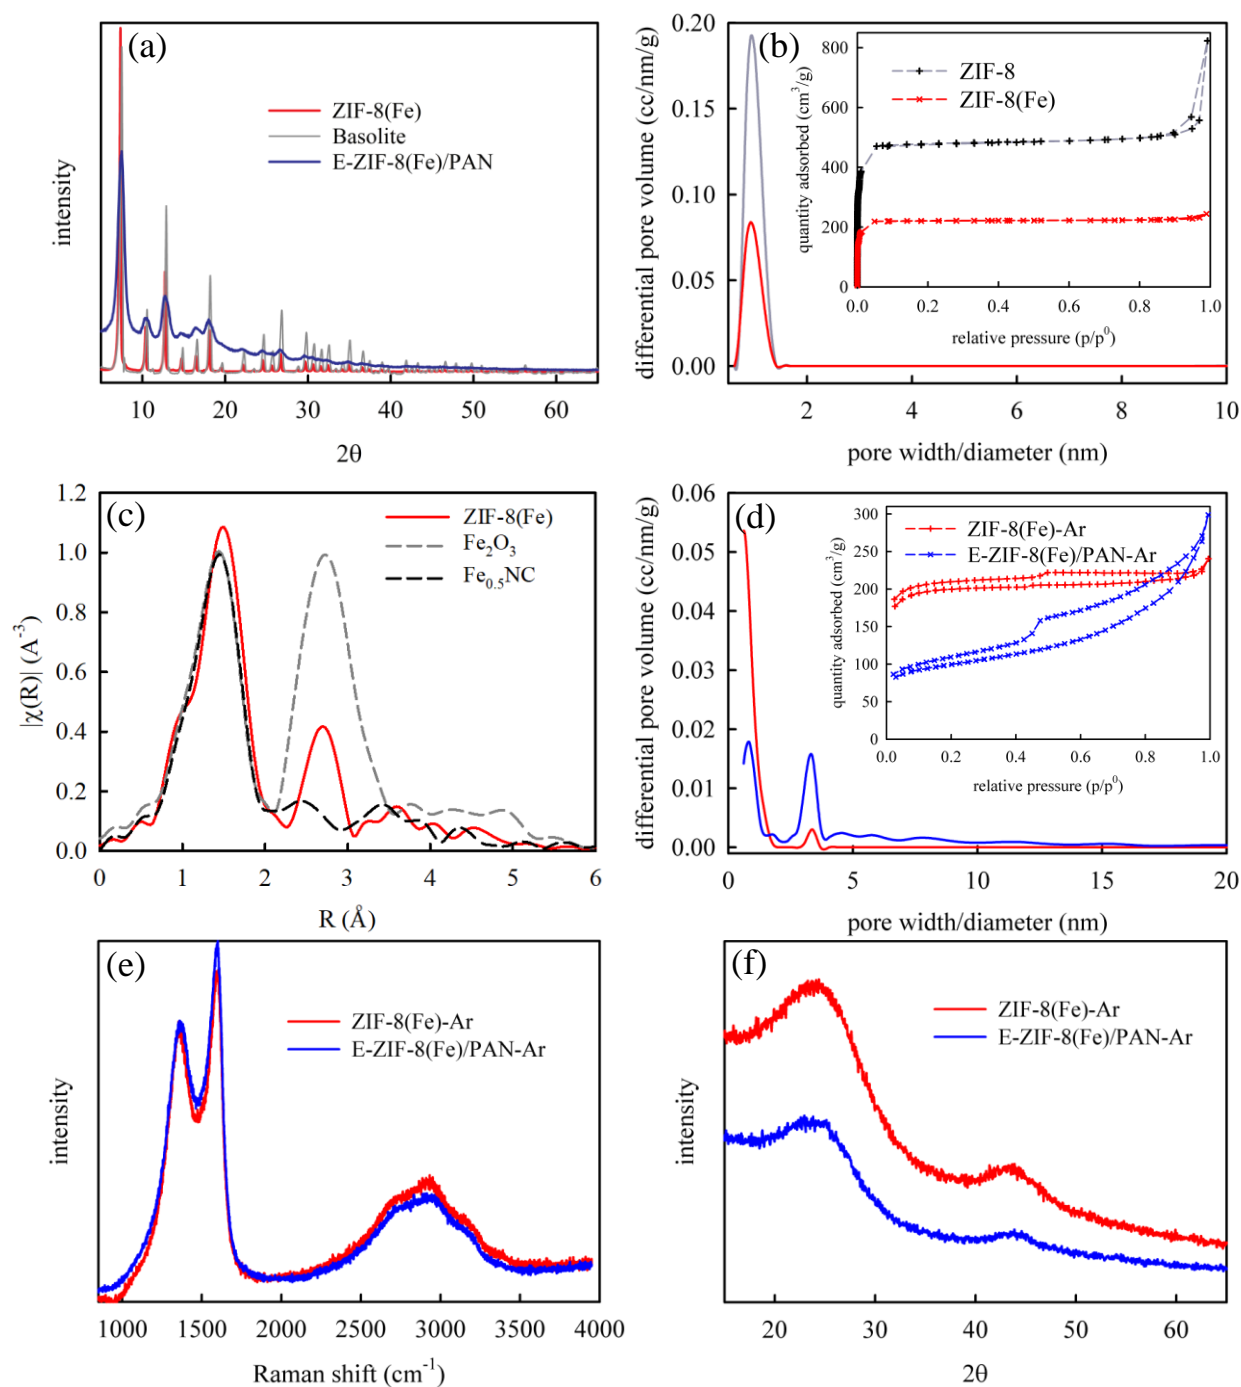 (a)
ZIF-8(Fe)
Basolite
E-ZIF-8(Fe)/PAN
intensity
10 20 30 40 50 60
2θ
(b)
0.20
0.15
0.10
0.05
0.00
differential pore volume (cc/nm/g)
2 4 6 8 10
pore width/diameter (nm)
ZIF-8
ZIF-8(Fe)
800
600
400
200
0
quantity adsorbed (cm³/g)
0.0 0.2 0.4 0.6 0.8 1.0
relative pressure (p/p⁰)
(c)
1.2
1.0
0.8
0.6
0.4
0.2
0.0
|χ(R)| (A⁻³)
ZIF-8(Fe)
Fe₂O₃
Fe₀.₅NC
0 1 2 3 4 5 6
R (Å)
(d)
0.06
0.05
0.04
0.03
0.02
0.01
0.00
differential pore volume (cc/nm/g)
0 5 10 15 20
pore width/diameter (nm)
ZIF-8(Fe)-Ar
E-ZIF-8(Fe)/PAN-Ar
300
250
200
150
100
50
0
quantity adsorbed (cm³/g)
0.0 0.2 0.4 0.6 0.8 1.0
relative pressure (p/p⁰)
(e)
ZIF-8(Fe)-Ar
E-ZIF-8(Fe)/PAN-Ar
intensity
1000 1500 2000 2500 3000 3500 4000
Raman shift (cm⁻¹)
(f)
ZIF-8(Fe)-Ar
E-ZIF-8(Fe)/PAN-Ar
intensity
20 30 40 50 60
2θ